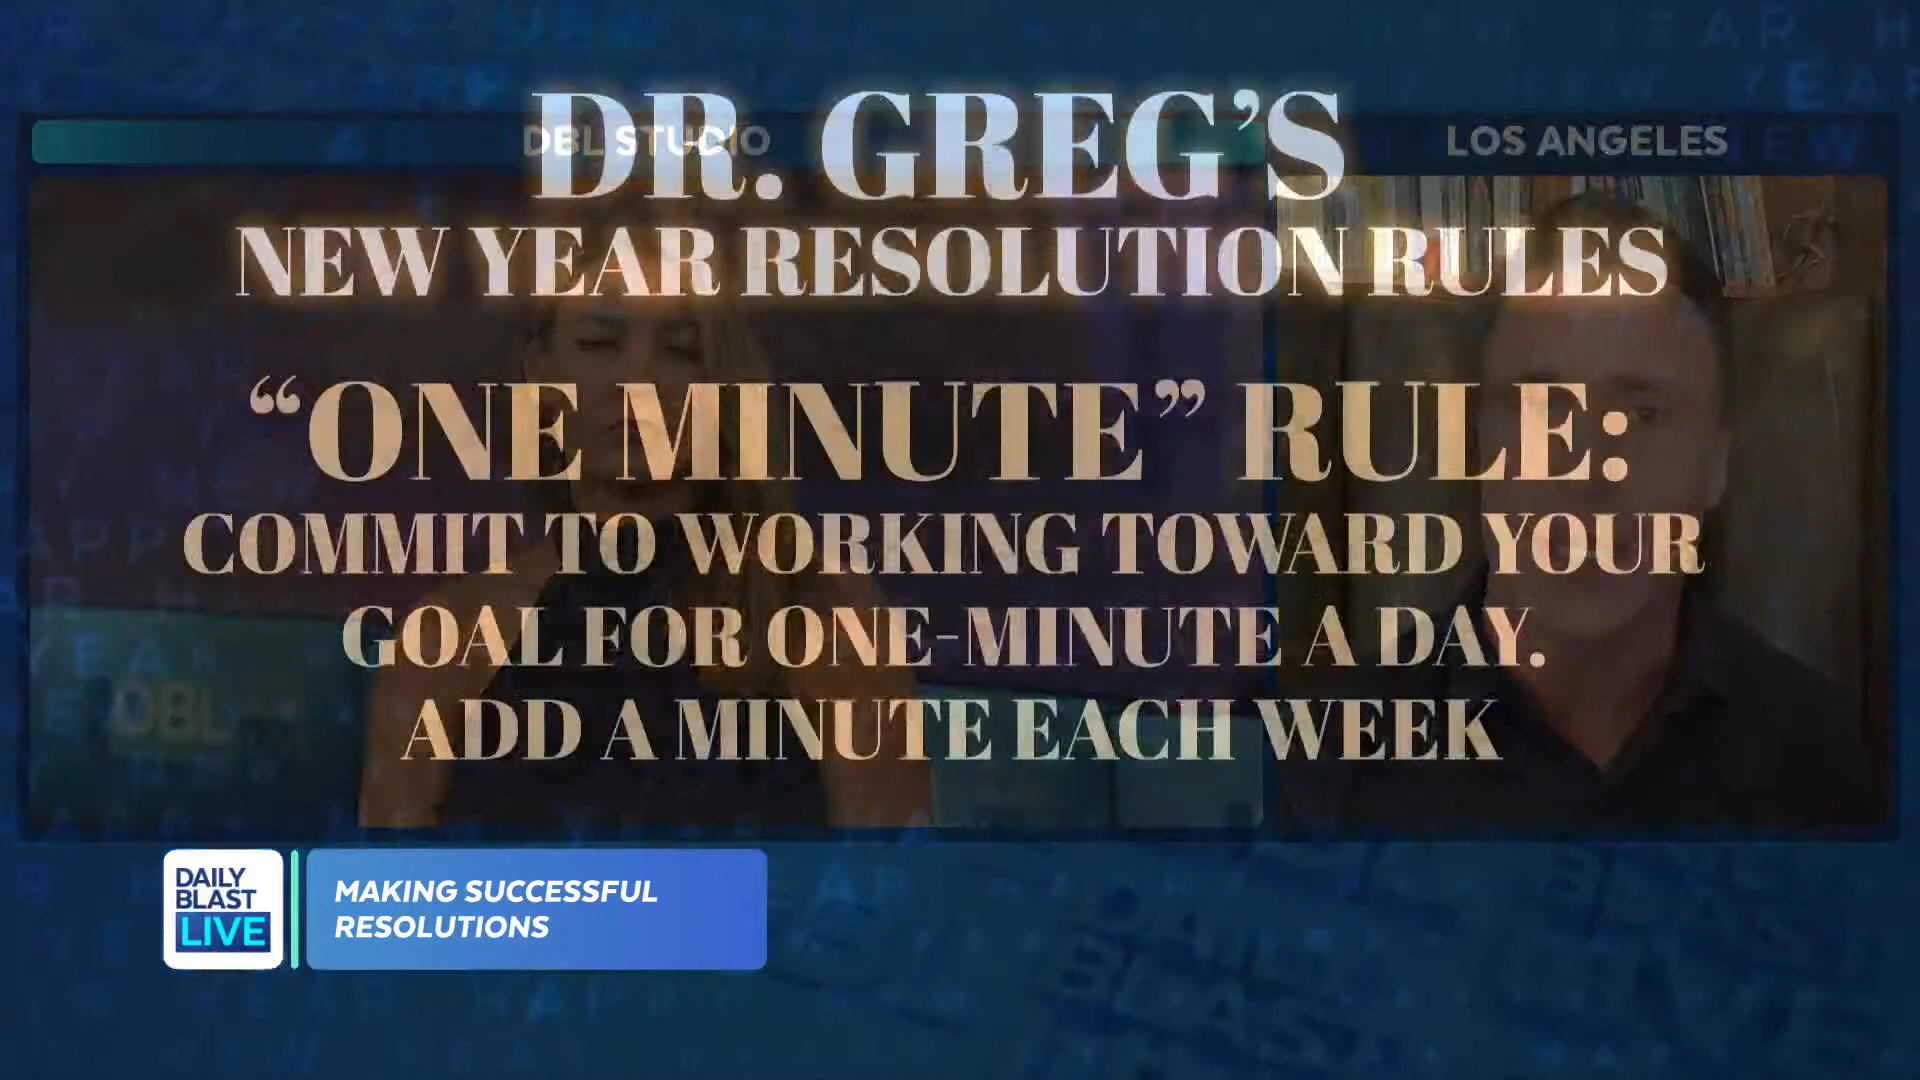 DBL STUDIO
LOS ANGELES
DR. GREG’S
NEW YEAR RESOLUTION RULES
“ONE MINUTE” RULE:
COMMIT TO WORKING TOWARD YOUR
GOAL FOR ONE-MINUTE A DAY.
ADD A MINUTE EACH WEEK
DBL
DAILY
BLAST
LIVE
MAKING SUCCESSFUL
RESOLUTIONS